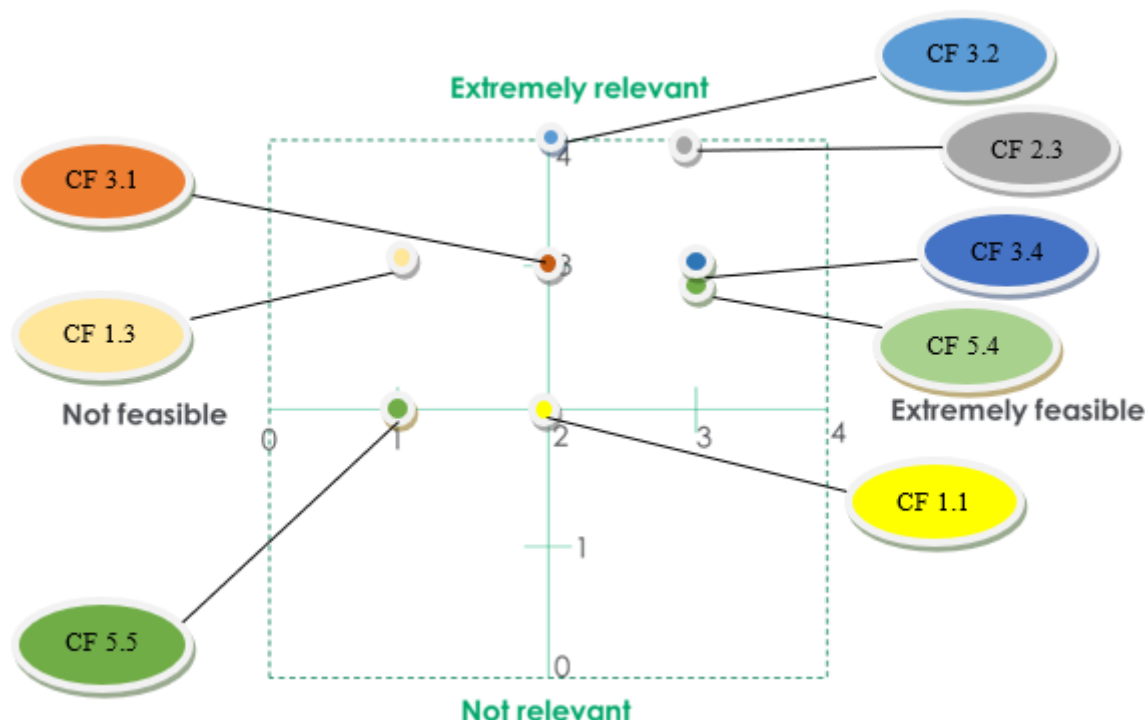 CF 3.2
Extremely relevant
4
CF 2.3
CF 3.1
3
CF 3.4
CF 1.3
CF 5.4
Not feasible
Extremely feasible
0
1
2
3
4
CF 1.1
1
CF 5.5
0
Not relevant